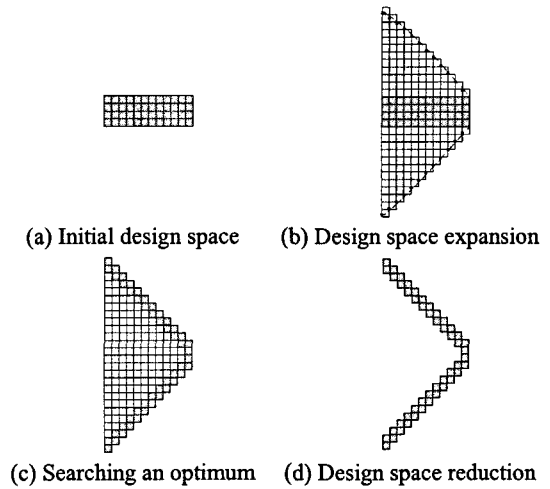 (a) Initial design space
(b) Design space expansion
(c) Searching an optimum
(d) Design space reduction